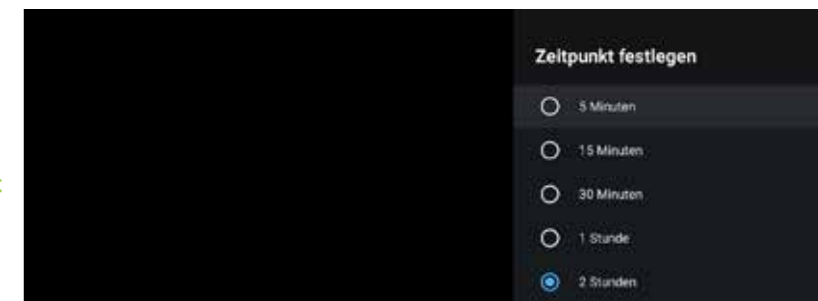 Zeitpunkt festlegen
5 Minuten
15 Minuten
30 Minuten
1 Stunde
2 Stunden